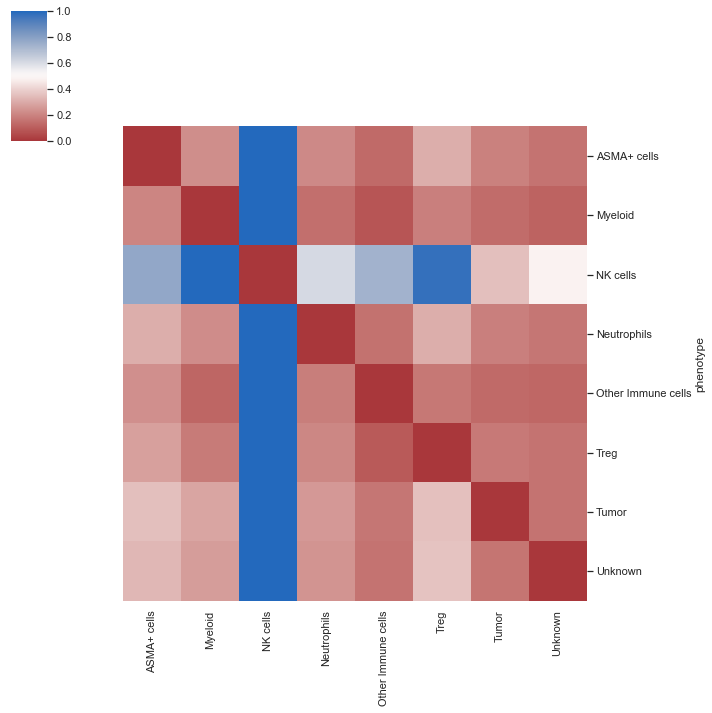 1.0
0.8
0.6
0.4
0.2
0.0
ASMA+ cells
Myeloid
NK cells
Neutrophils
Other Immune cells
Treg
Tumor
Unknown
phenotype
ASMA+ cells
Myeloid
NK cells
Neutrophils
Other Immune cells
Treg
Tumor
Unknown